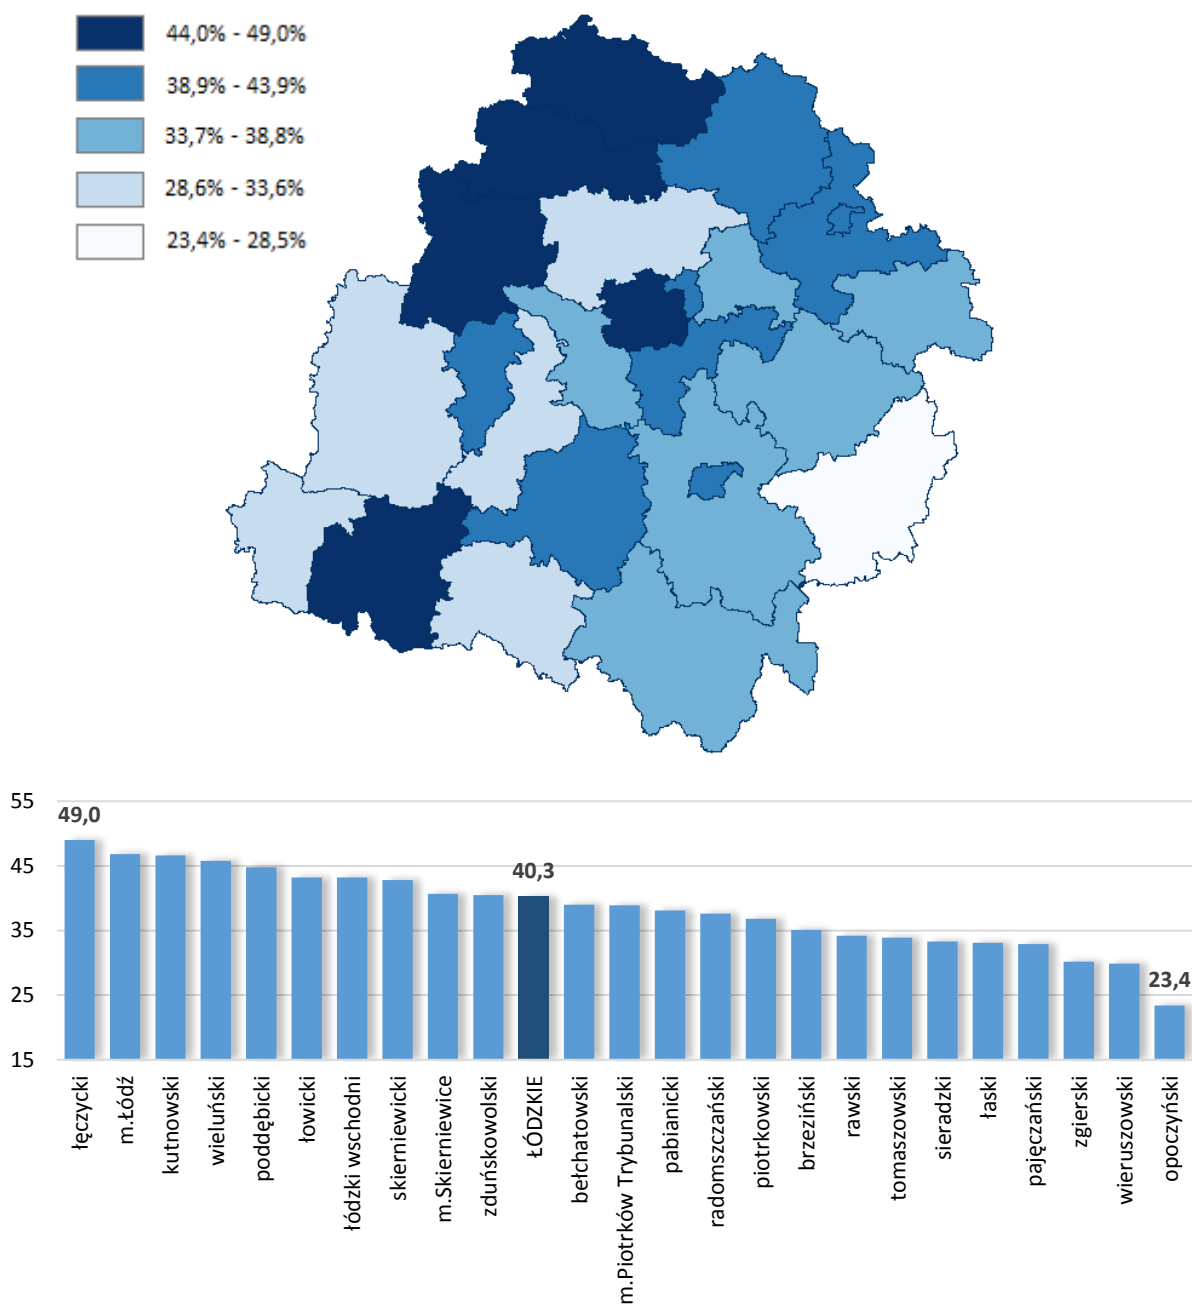 44,0% - 49,0%
38,9% - 43,9%
33,7% - 38,8%
28,6% - 33,6%
23,4% - 28,5%
55
45
35
25
15
49,0
40,3
23,4
łęczycki
m.Łódź
kutnowski
wieluński
poddębicki
łowicki
łódzki wschodni
skierniewicki
m.Skierniewice
zduńskowolski
ŁÓDZKIE
bełchatowski
m.Piotrków Trybunalski
pabianicki
radomszczański
piotrkowski
brzeziński
rawski
tomaszowski
sieradzki
łaski
pajęczański
zgierski
wieruszowski
opoczyński